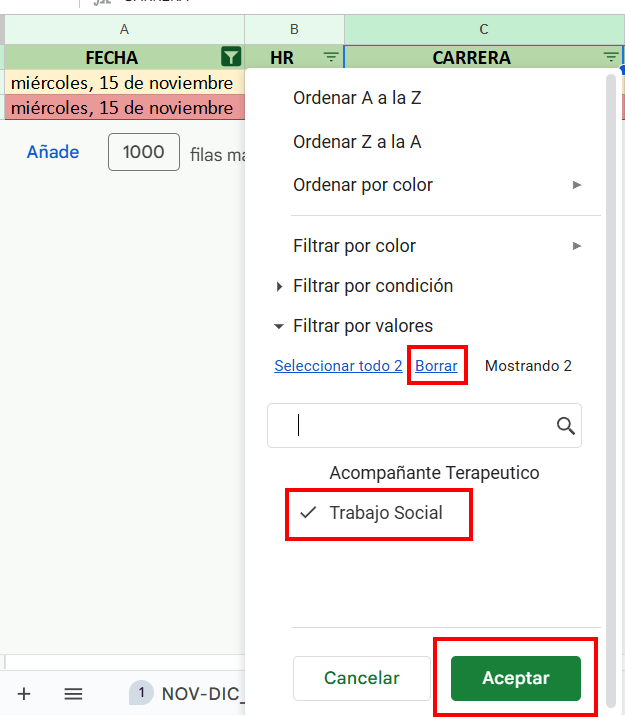 A B C
FECHA HR CARRERA
miércoles, 15 de noviembre
miércoles, 15 de noviembre
Añade 1000 filas
Ordenar A a la Z
Ordenar Z a la A
Ordenar por color
Filtrar por color
Filtrar por condición
Filtrar por valores
Seleccionar todo 2 Borrar Mostrando 2
Acompañante Terapeutico
Trabajo Social
Cancelar Aceptar
1 NOV-DIC_